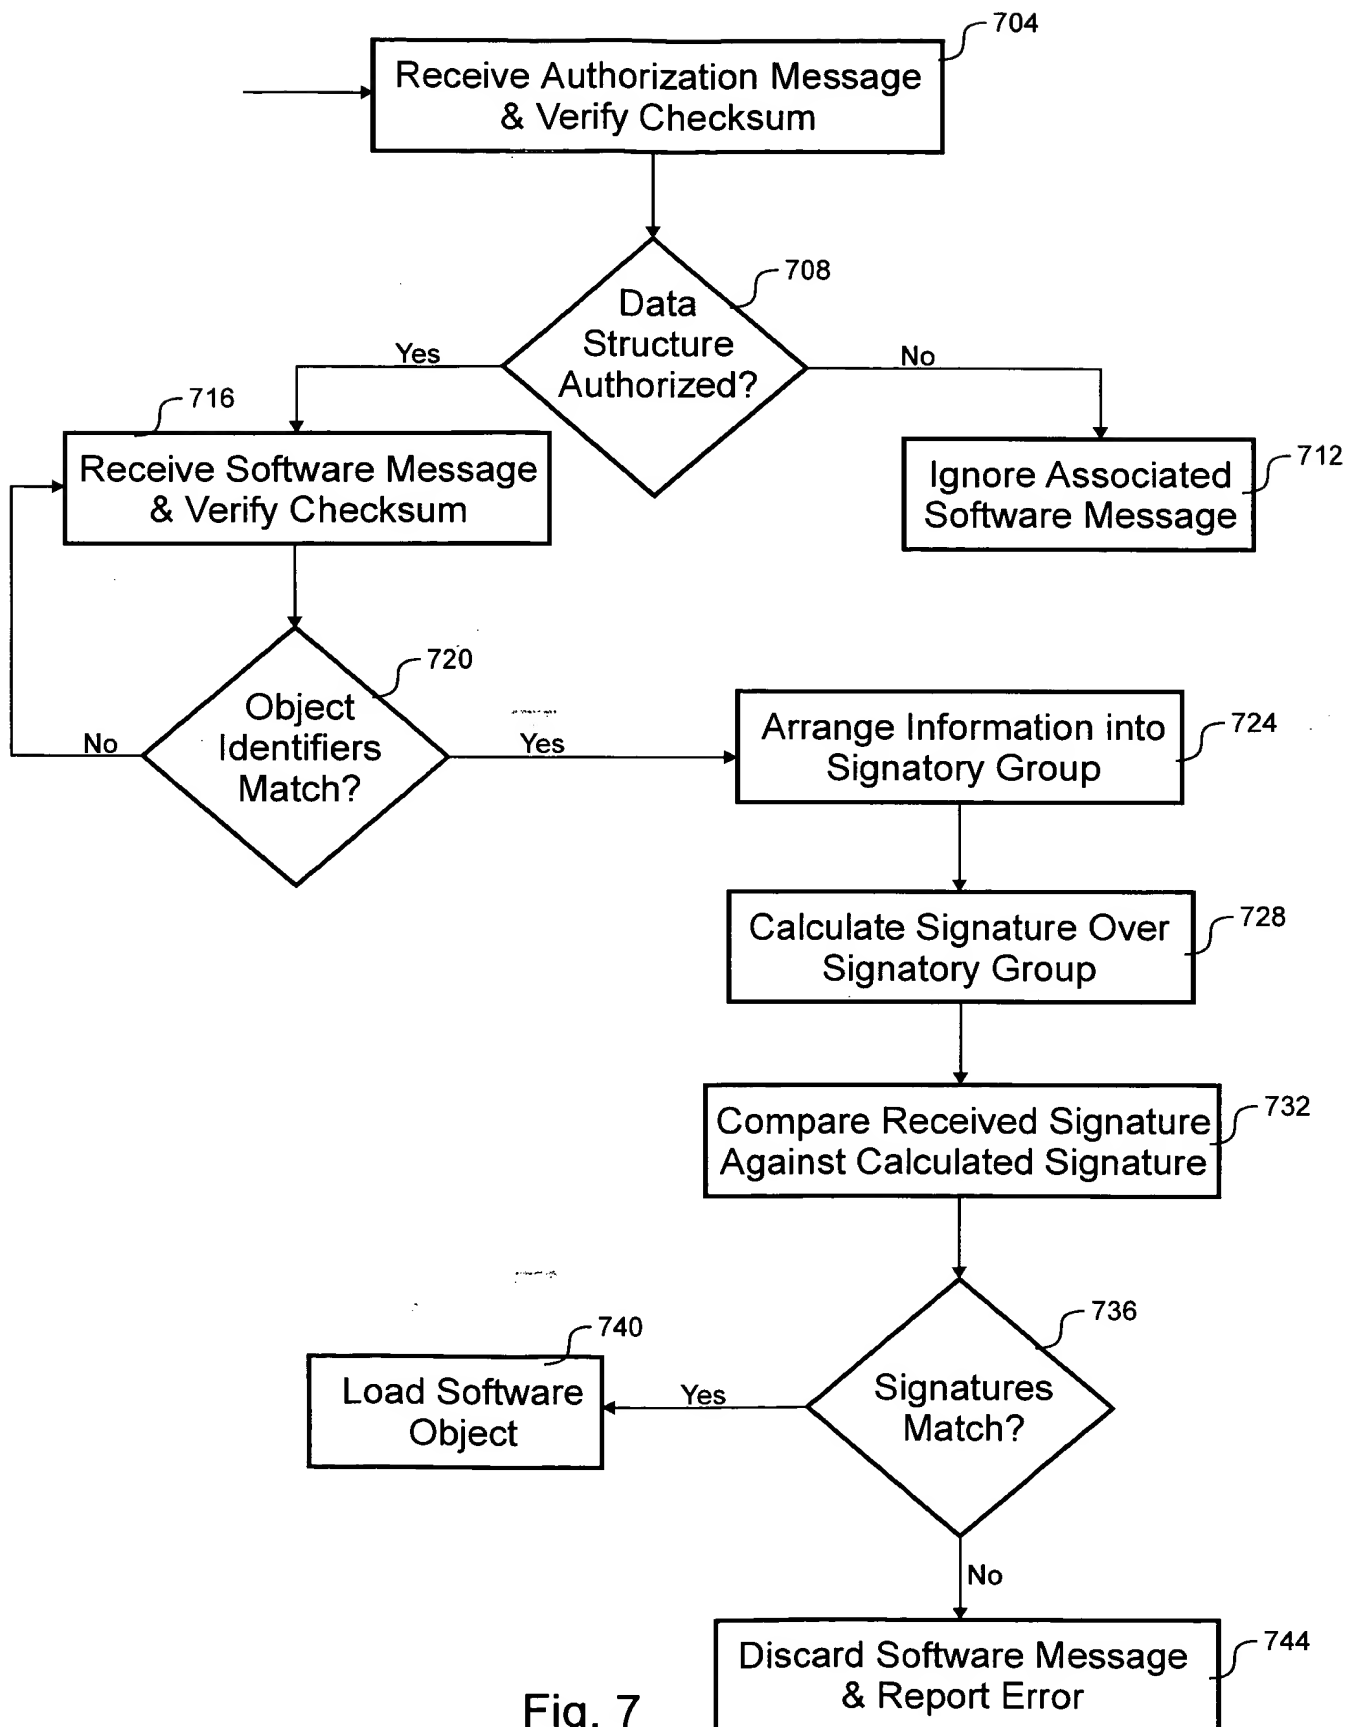 704
Receive Authorization Message
& Verify Checksum
708
Data
Structure
Authorized?
Yes
No
716
Receive Software Message
& Verify Checksum
712
Ignore Associated
Software Message
720
Object
Identifiers
Match?
No
Yes
724
Arrange Information into
Signatory Group
728
Calculate Signature Over
Signatory Group
732
Compare Received Signature
Against Calculated Signature
736
Signatures
Match?
740
Load Software
Object
Yes
No
744
Discard Software Message
& Report Error
Fig. 7